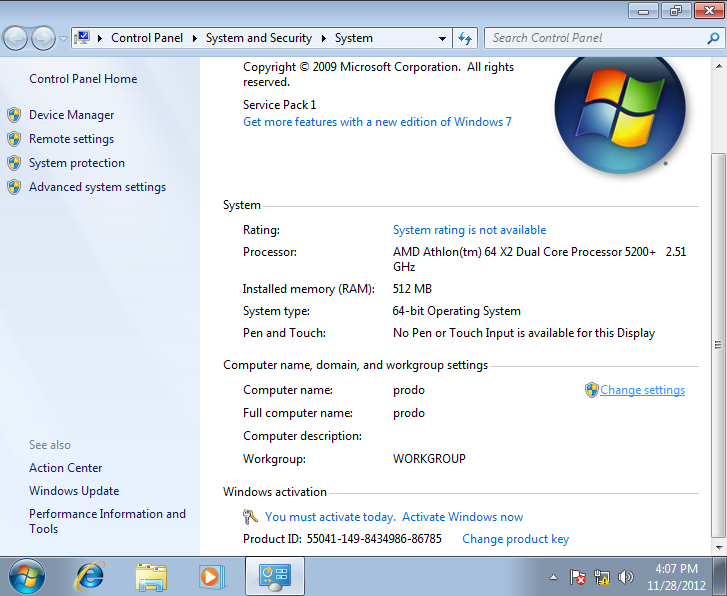 Control Panel System and Security System
Search Control Panel
Control Panel Home
Device Manager
Remote settings
System protection
Advanced system settings
See also
Action Center
Windows Update
Performance Information and
Tools
Copyright © 2009 Microsoft Corporation. All rights
reserved.
Service Pack 1
Get more features with a new edition of Windows 7
System
Rating: System rating is not available
Processor: AMD Athlon(tm) 64 X2 Dual Core Processor 5200+ 2.51
GHz
Installed memory (RAM): 512 MB
System type: 64-bit Operating System
Pen and Touch: No Pen or Touch Input is available for this Display
Computer name, domain, and workgroup settings
Computer name: prodo Change settings
Full computer name: prodo
Computer description:
Workgroup: WORKGROUP
Windows activation
You must activate today. Activate Windows now
Product ID: 55041-149-8434986-86785 Change product key
4:07 PM
11/28/2012